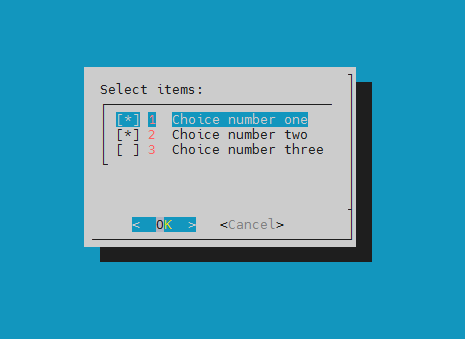 Select items:
[*] 1 Choice number one
[*] 2 Choice number two
[ ] 3 Choice number three
< OK > <Cancel>